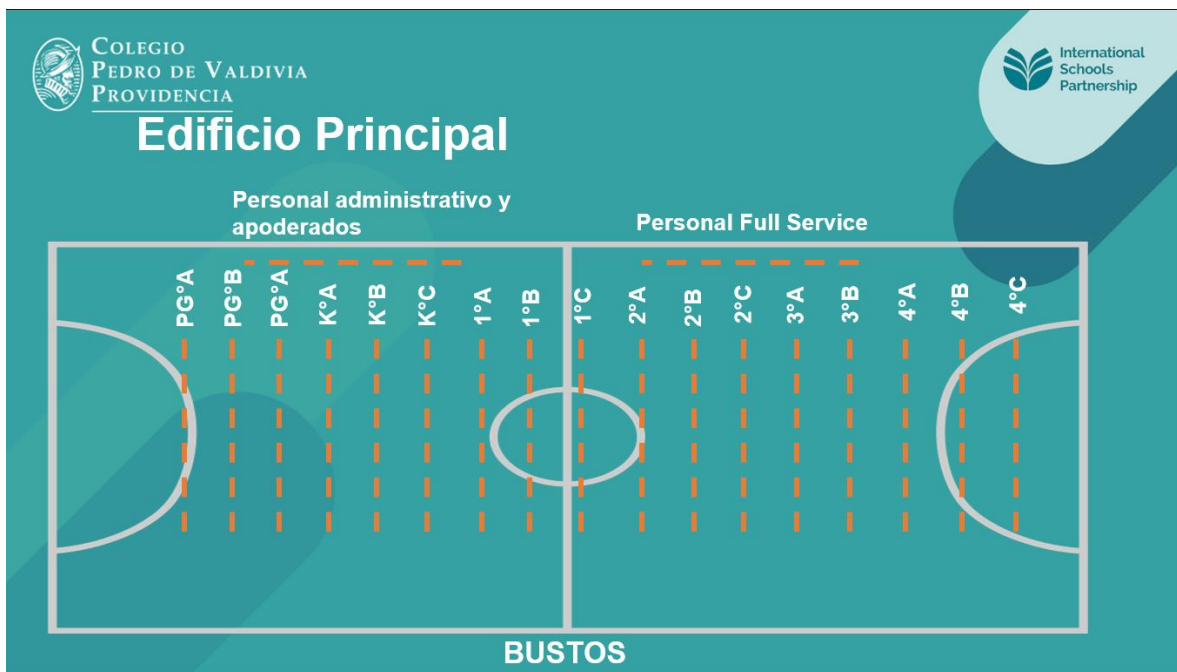 COLEGIO
PEDRO DE VALDIVIA
PROVIDENCIA
International
Schools
Partnership
Edificio Principal
Personal administrativo y
apoderados
Personal Full Service
PG°A
PG°B
PG°A
K°A
K°B
K°C
1°A
1°B
1°C
2°A
2°B
2°C
3°A
3°B
4°A
4°B
4°C
BUSTOS